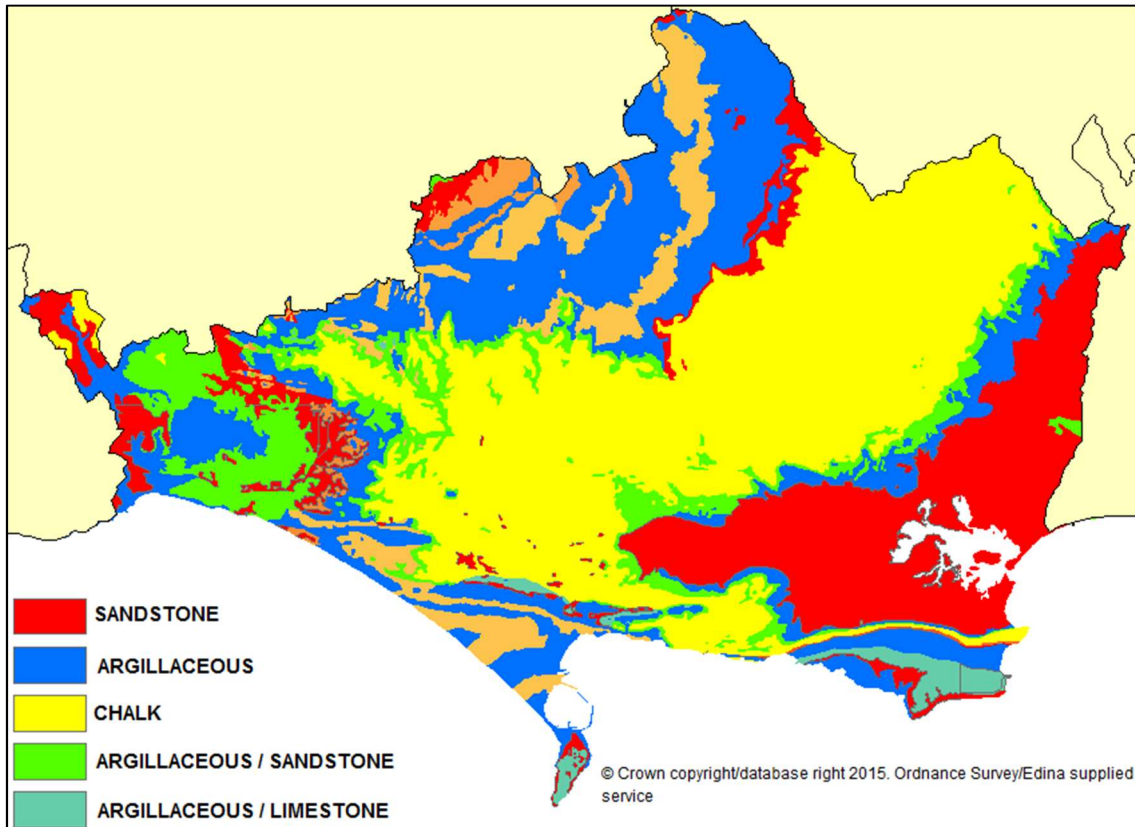 SANDSTONE
ARGILLACEOUS
CHALK
ARGILLACEOUS / SANDSTONE
ARGILLACEOUS / LIMESTONE
© Crown copyright/database right 2015. Ordnance Survey/Edina supplied
service